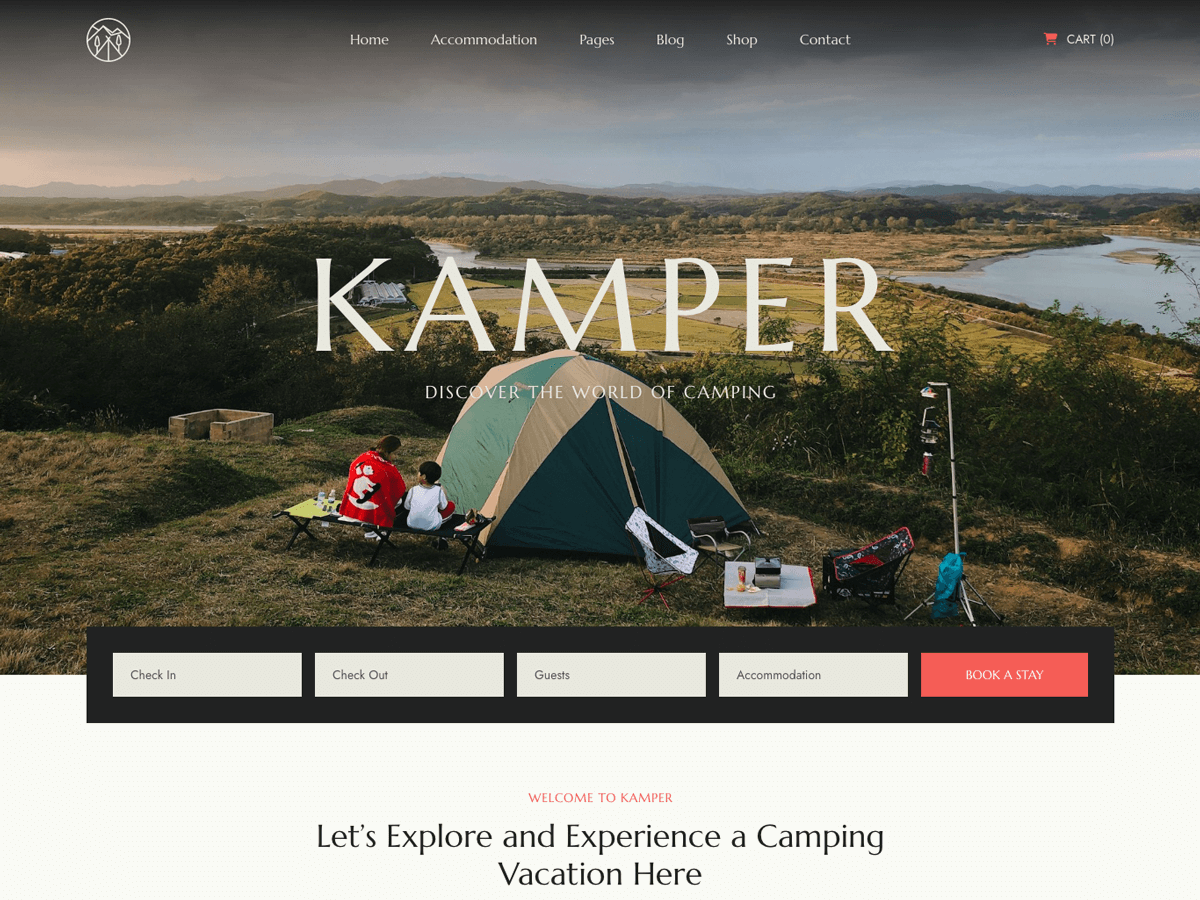 Home
Accommodation
Pages
Blog
Shop
Contact
CART (0)
KAMPER
DISCOVER THE WORLD OF CAMPING
Check In
Check Out
Guests
Accommodation
BOOK A STAY
WELCOME TO KAMPER
Let’s Explore and Experience a Camping
Vacation Here